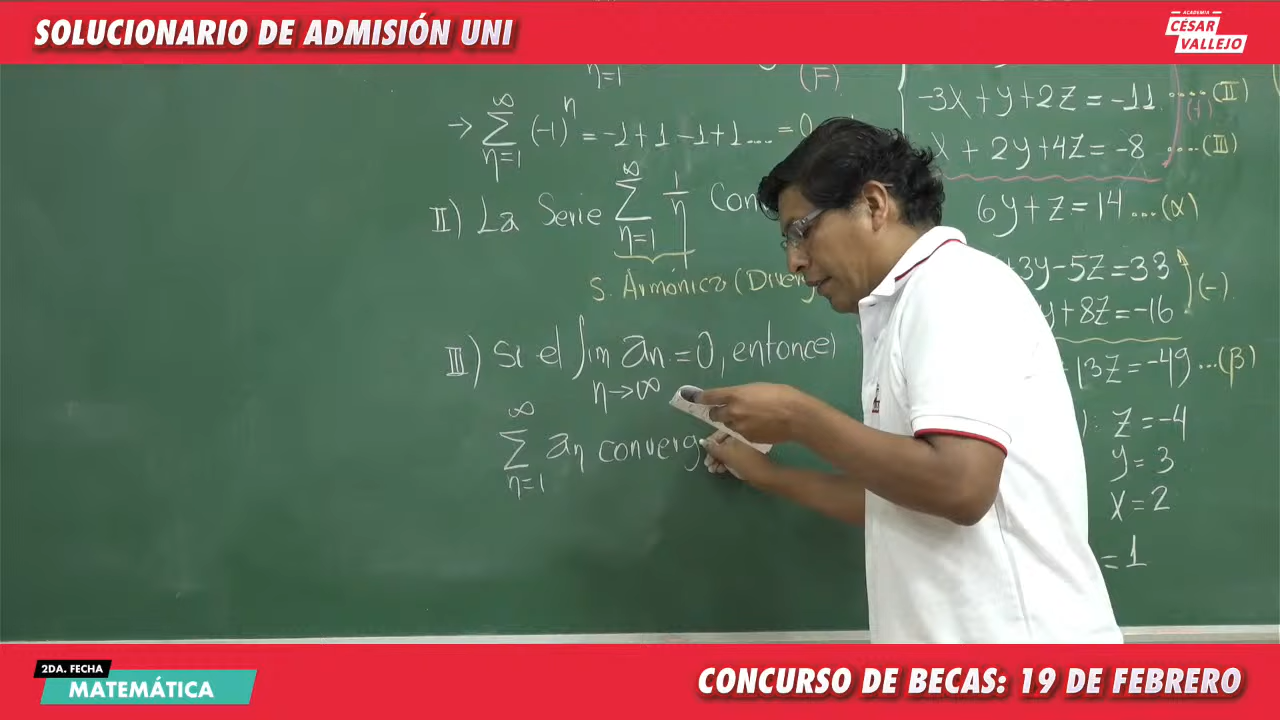 SOLUCIONARIO DE ADMISIÓN UNI
ACADEMIA
CÉSAR
VALLEJO
n=1
(F)
→ ∑ (-1)^n = -1+1-1+1... = 0
∞
n=1
II) La Serie ∑ 1/n
∞
n=1
S. Armónica
III) Si el lim an = 0, entonces
n→∞
∞
∑ an
n=1
-3x+y+2z = -11 ....(II)
(-1)
x + 2y+4z = -8 ....(III)
6y+z = 14 ...(α)
+3y-5z = 33
(-)
y+8z = -16
13z = -49 ...(β)
z = -4
y = 3
x = 2
= 1
2DA. FECHA
MATEMÁTICA
CONCURSO DE BECAS: 19 DE FEBRERO